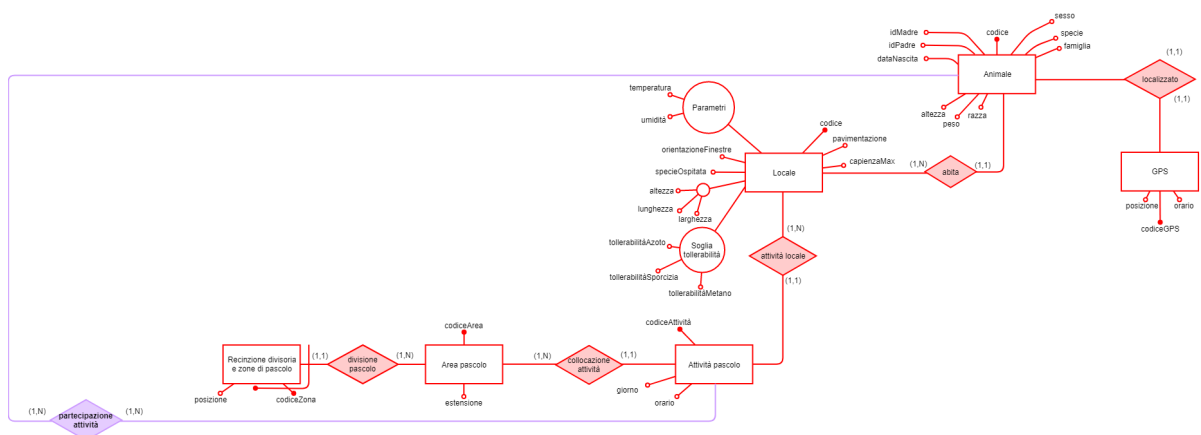 sesso
idMadre
codice
specie
idPadre
famiglia
dataNascita
(1,1)
Animale
localizzato
(1,1)
temperatura
Parametri
altezza
razza
peso
umidità
codice
pavimentazione
orientazioneFinestre
capienzaMax
(1,N)
(1,1)
specieOspitata
Locale
abita
GPS
altezza
lunghezza
larghezza
posizione
orario
codiceGPS
(1,N)
tollerabilitàAzoto
Soglia
tollerabilità
attività locale
tollerabilitàSporcizia
(1,1)
tollerabilitàMetano
codiceArea
codiceAttività
(1,1)
(1,N)
(1,N)
(1,1)
Recinzione divisoria
e zone di pascolo
divisione
pascolo
Area pascolo
collocazione
attività
Attività pascolo
giorno
posizione
codiceZona
estensione
orario
(1,N)
partecipazione
attività
(1,N)